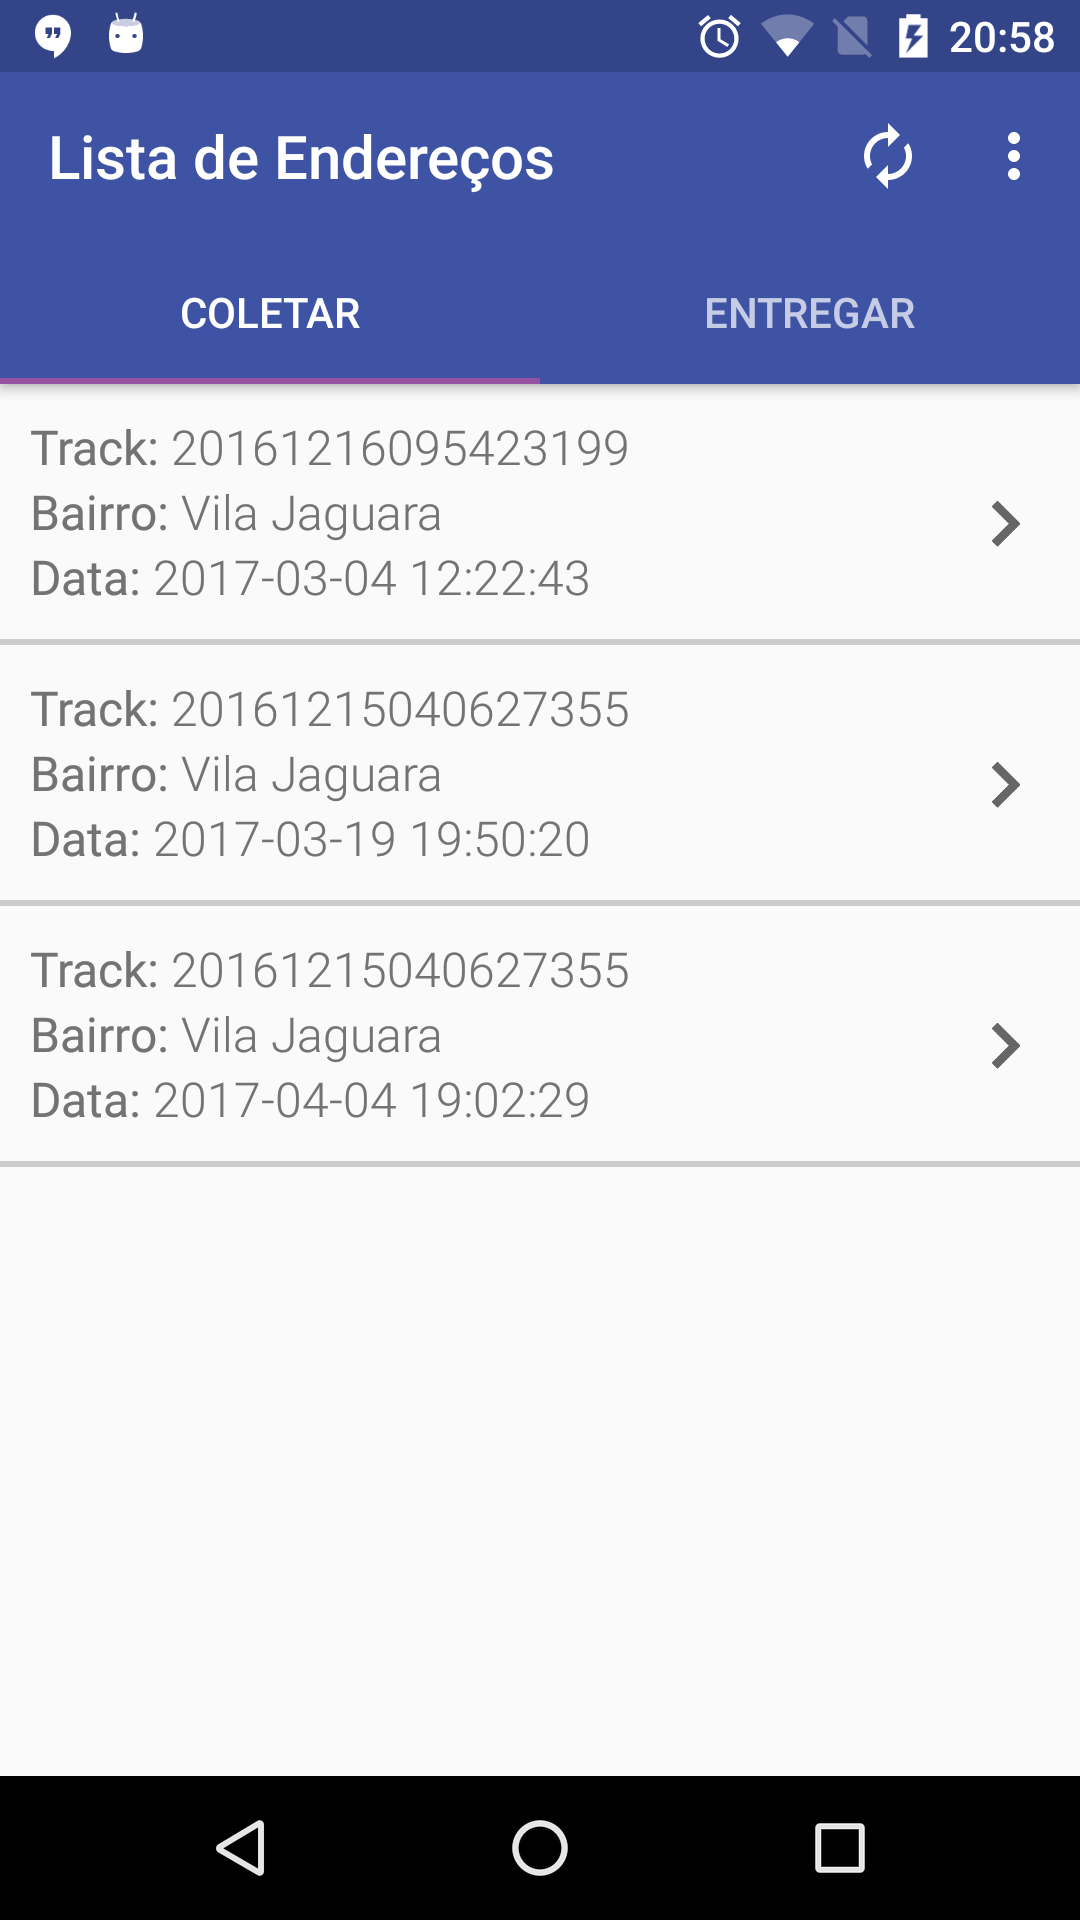 20:58
Lista de Endereços
COLETAR
ENTREGAR
Track: 20161216095423199
Bairro: Vila Jaguara
Data: 2017-03-04 12:22:43
Track: 20161215040627355
Bairro: Vila Jaguara
Data: 2017-03-19 19:50:20
Track: 20161215040627355
Bairro: Vila Jaguara
Data: 2017-04-04 19:02:29